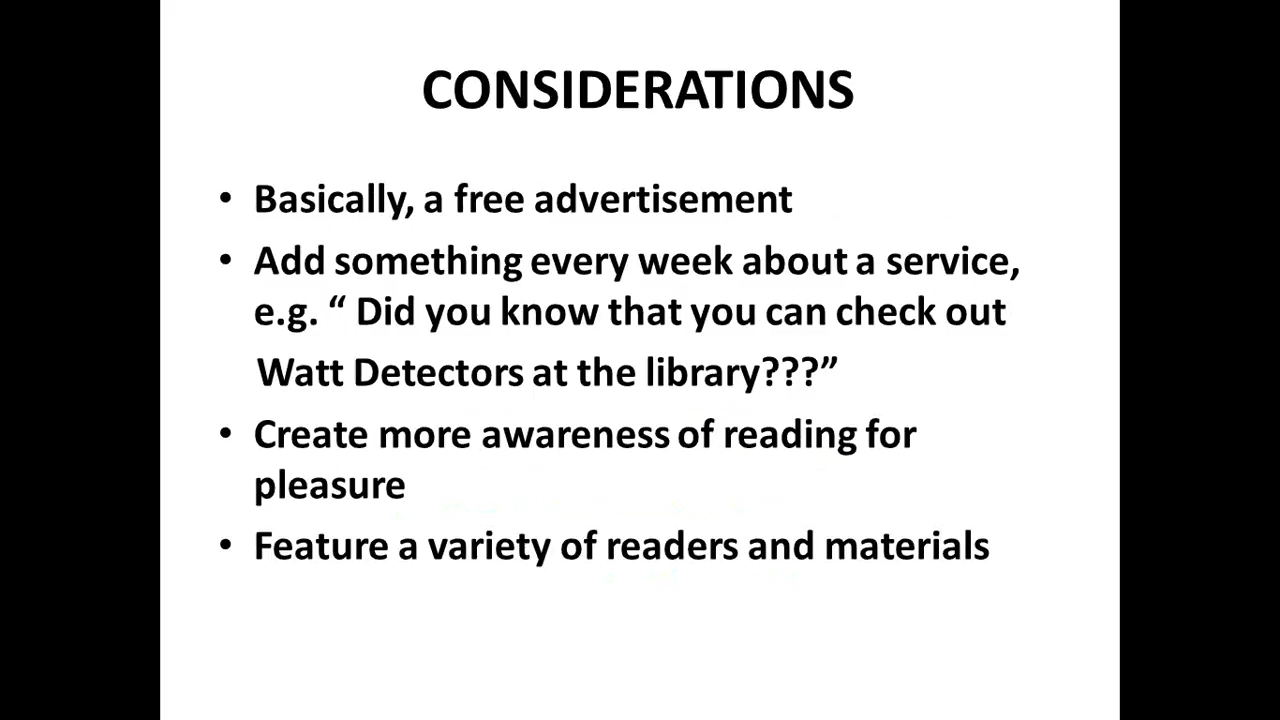 CONSIDERATIONS
• Basically, a free advertisement
• Add something every week about a service,
e.g. “ Did you know that you can check out
Watt Detectors at the library???”
• Create more awareness of reading for
pleasure
• Feature a variety of readers and materials